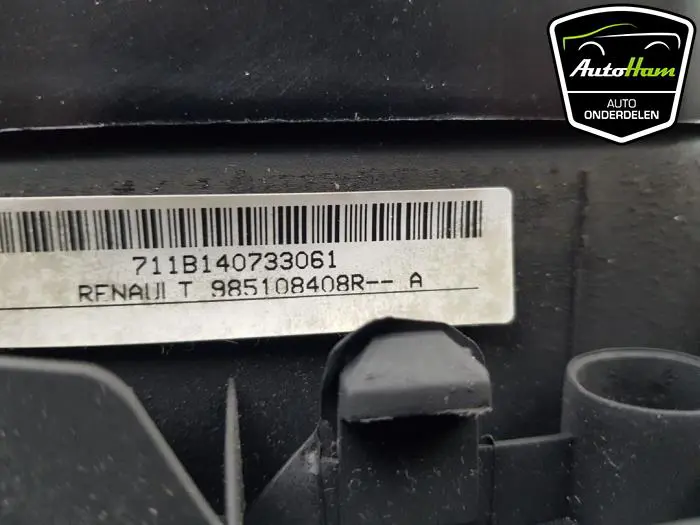 AutoHam
AUTO
ONDERDELEN
711B140733061
RENAULT 985108408R-- A